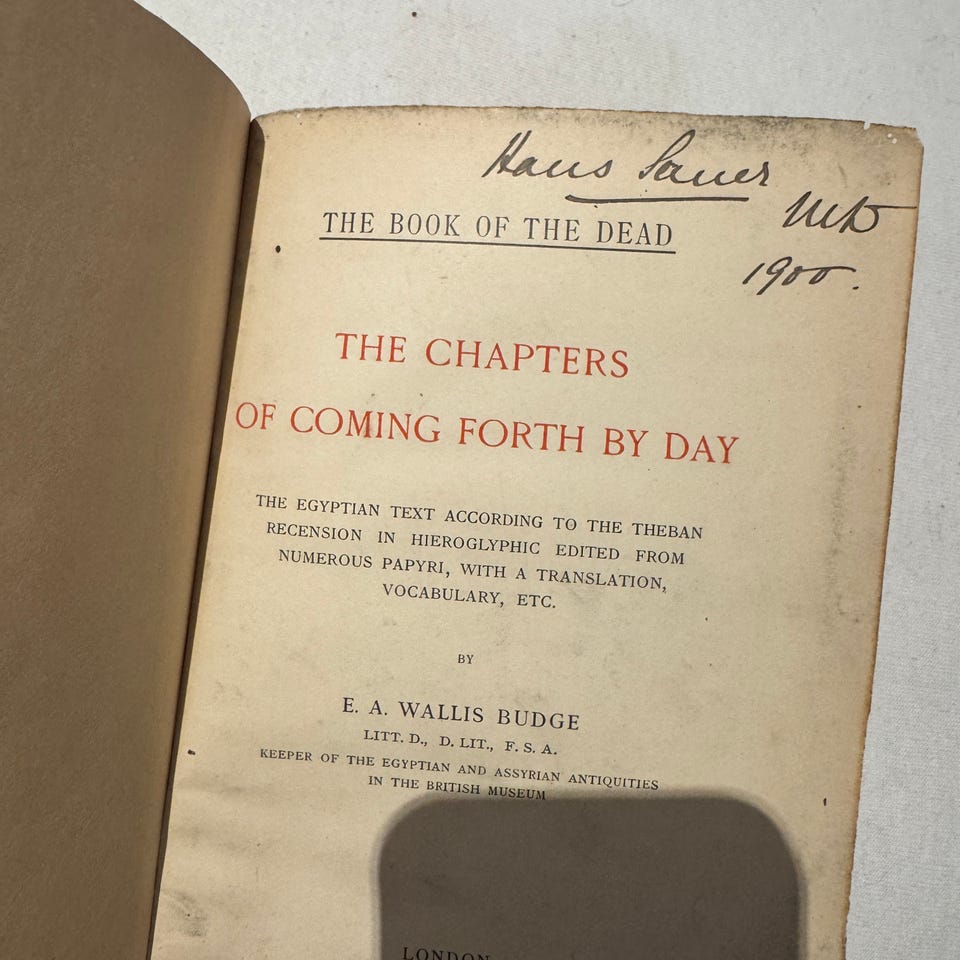 Hans Sauer
MD
1900.
THE BOOK OF THE DEAD
THE CHAPTERS
OF COMING FORTH BY DAY
THE EGYPTIAN TEXT ACCORDING TO THE THEBAN
RECENSION IN HIEROGLYPHIC EDITED FROM
NUMEROUS PAPYRI, WITH A TRANSLATION,
VOCABULARY, ETC.
BY
E. A. WALLIS BUDGE
LITT. D., D. LIT., F. S. A.
KEEPER OF THE EGYPTIAN AND ASSYRIAN ANTIQUITIES
IN THE BRITISH MUSEUM
LONDON